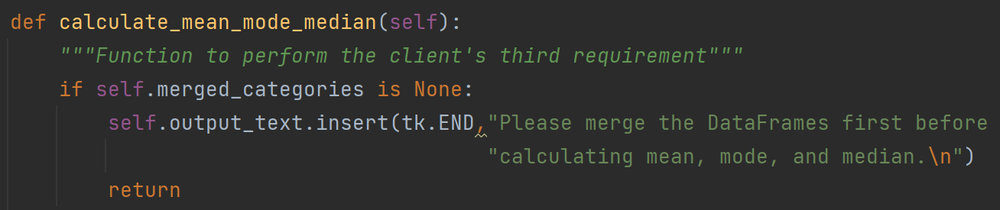 def calculate_mean_mode_median(self):
"""Function to perform the client's third requirement"""
if self.merged_categories is None:
self.output_text.insert(tk.END,"Please merge the DataFrames first before
"calculating mean, mode, and median.\n")
return